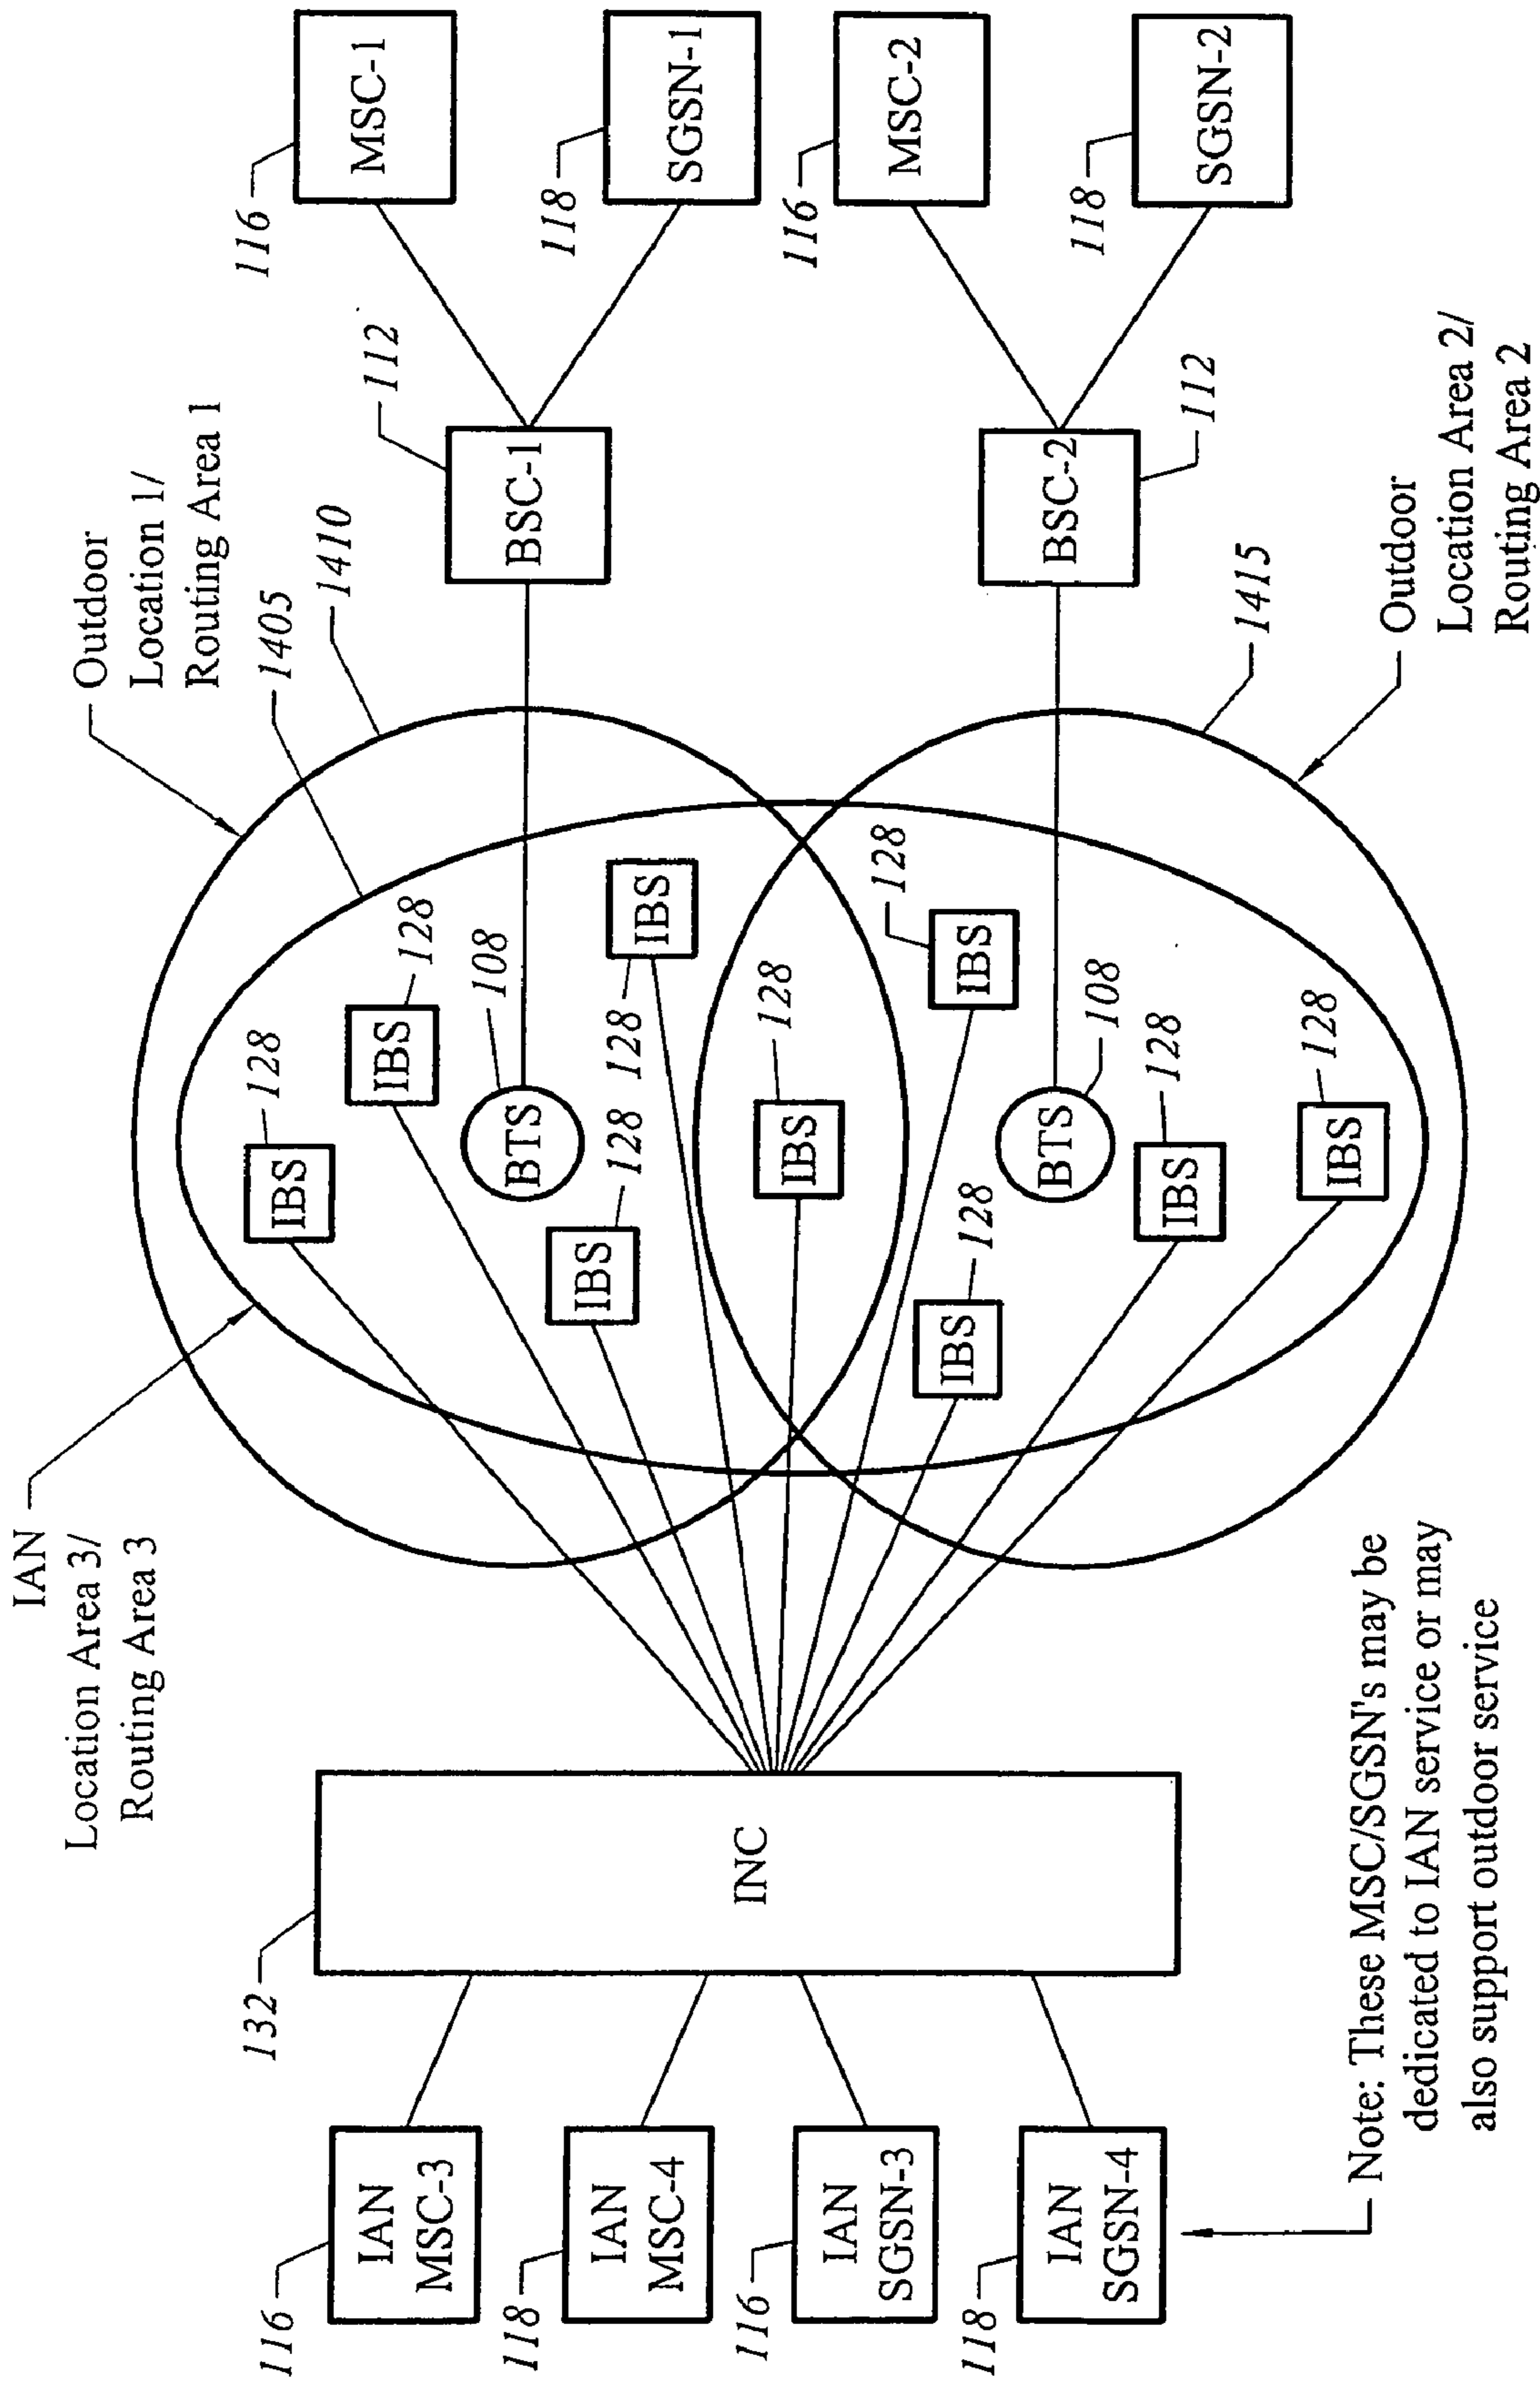 IAN
Location Area 3/
Routing Area 3
Outdoor
Location 1/
Routing Area 1
1405
1410
132
INC
116
IAN
MSC-3
118
IAN
MSC-4
116
IAN
SGSN-3
118
IAN
SGSN-4
IBS
128
IBS
128
BTS
108
IBS
128
128
IBS
IBS
128
IBS
128
IBS
128
BTS
108
IBS
128
IBS
128
112
BSC-1
116
MSC-1
118
SGSN-1
BSC-2
112
116
MSC-2
118
SGSN-2
1415
Outdoor
Location Area 2/
Routing Area 2
Note: These MSC/SGSN's may be
dedicated to IAN service or may
also support outdoor service